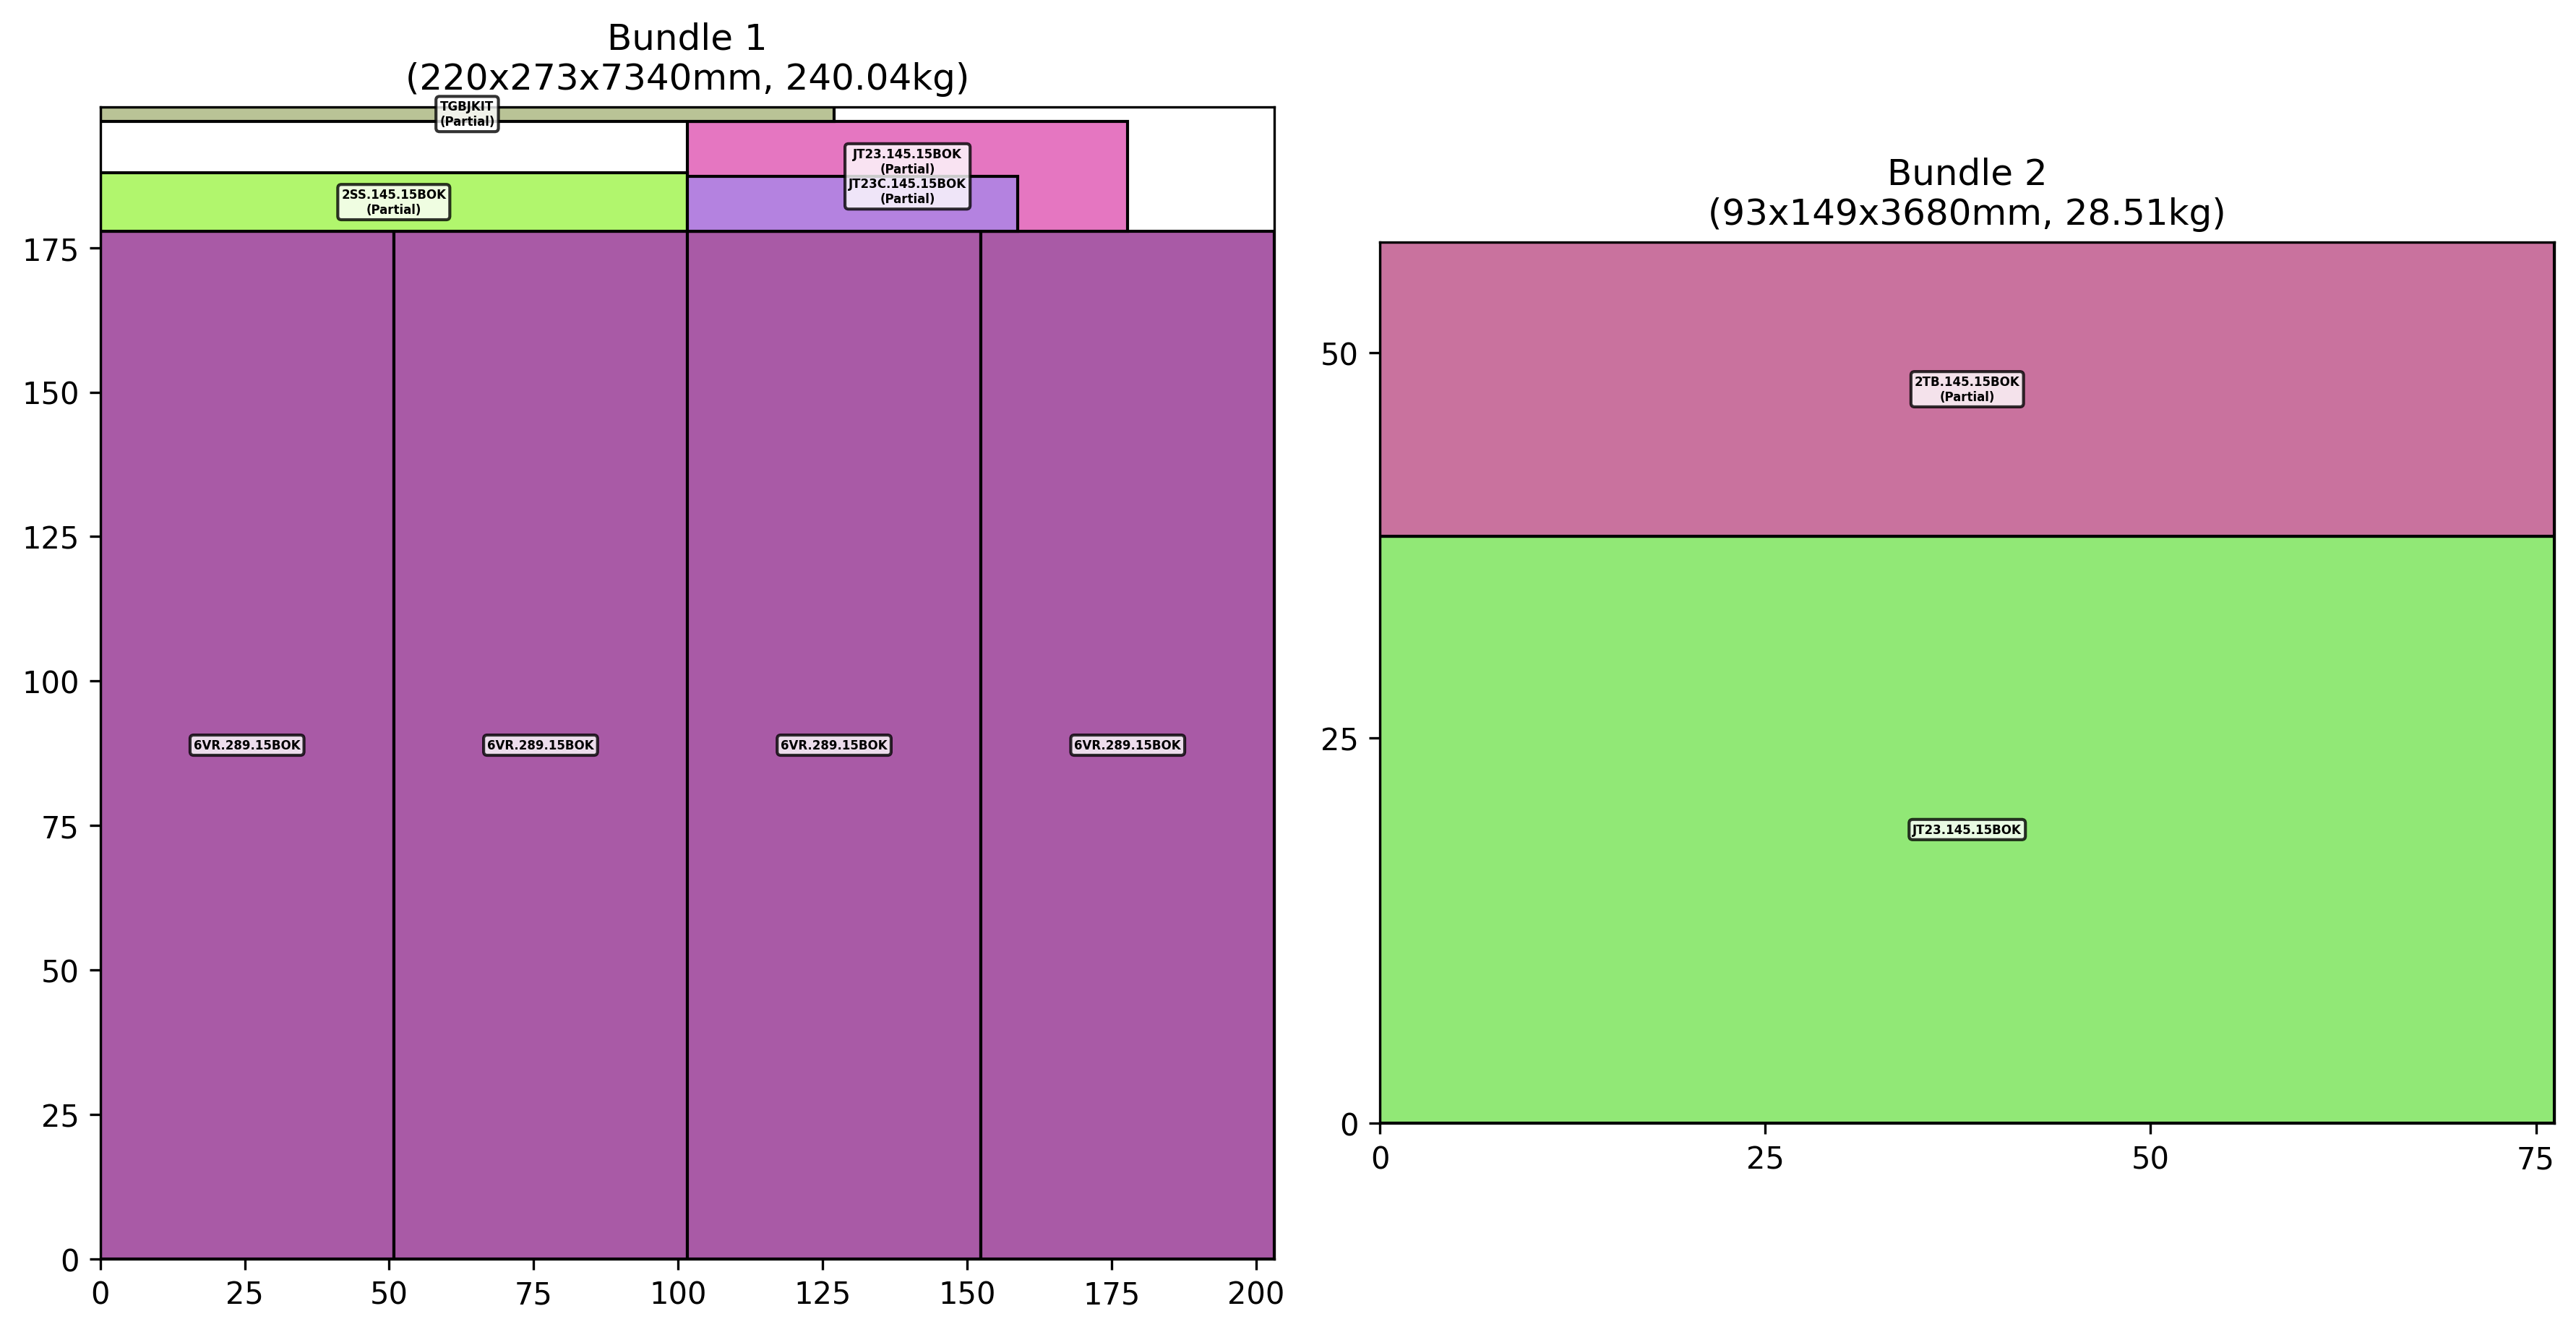 Bundle 1
(220x273x7340mm, 240.04kg)
TGBJKIT
(Partial)
JT23.145.15BOK
(Partial)
JT23C.145.15BOK
(Partial)
2SS.145.15BOK
(Partial)
175
150
125
100
75
50
25
0
6VR.289.15BOK
6VR.289.15BOK
6VR.289.15BOK
6VR.289.15BOK
0
25
50
75
100
125
150
175
200
Bundle 2
(93x149x3680mm, 28.51kg)
50
25
0
2TB.145.15BOK
(Partial)
JT23.145.15BOK
0
25
50
75